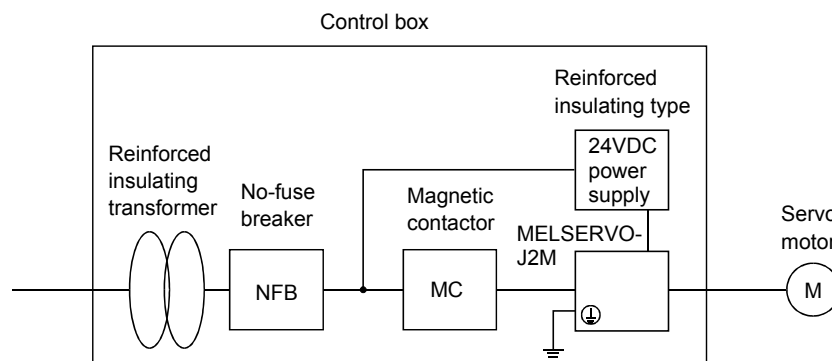 Control box
Reinforced
insulating type
24VDC
power
supply
Reinforced
insulating
transformer
No-fuse
breaker
Magnetic
contactor
MELSERVO-
J2M
Servo
motor
NFB
MC
M